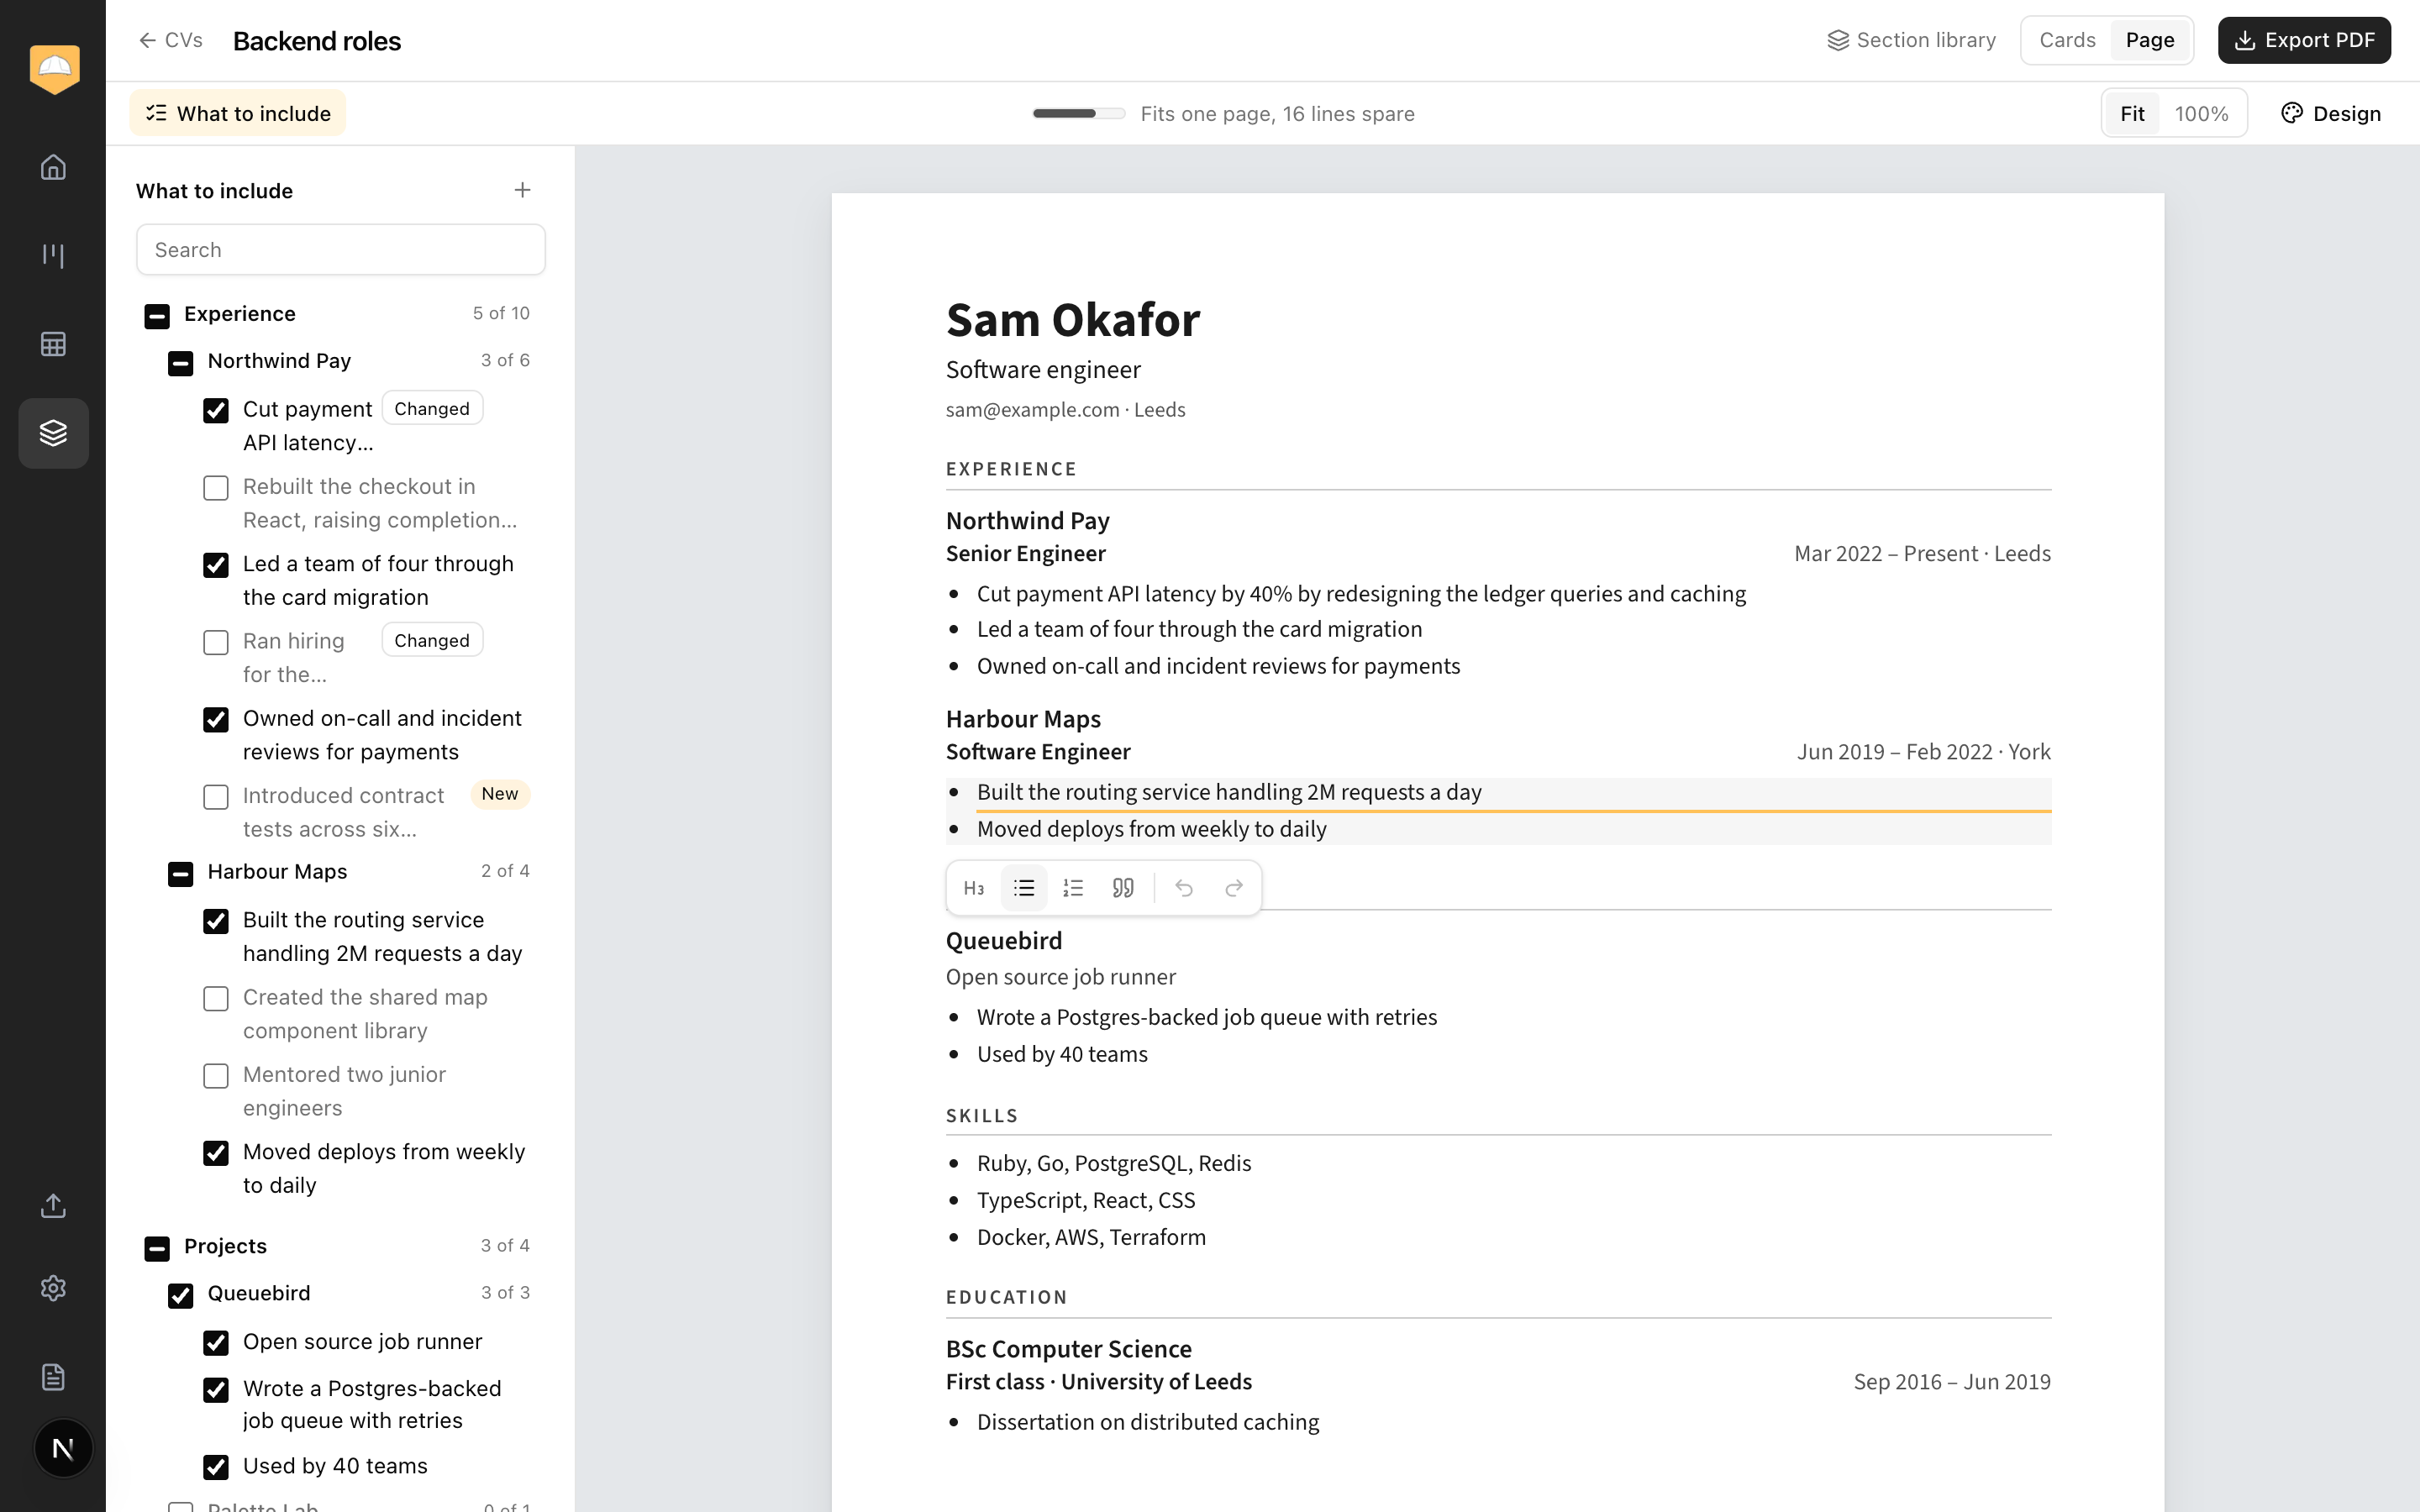 CVs
Backend roles
Section library
Cards
Page
Export PDF
What to include
Fits one page, 16 lines spare
Fit
100%
Design
What to include
Search
Experience
5 of 10
Northwind Pay
3 of 6
Cut payment
API latency...
Changed
Rebuilt the checkout in
React, raising completion...
Led a team of four through
the card migration
Ran hiring
for the...
Changed
Owned on-call and incident
reviews for payments
Introduced contract
tests across six...
New
Harbour Maps
2 of 4
Built the routing service
handling 2M requests a day
Created the shared map
component library
Mentored two junior
engineers
Moved deploys from weekly
to daily
Projects
3 of 4
Queuebird
3 of 3
Open source job runner
Wrote a Postgres-backed
job queue with retries
Used by 40 teams
Palette Lab
0 of 1
N
Sam Okafor
Software engineer
sam@example.com · Leeds
EXPERIENCE
Northwind Pay
Senior Engineer
Mar 2022 – Present · Leeds
• Cut payment API latency by 40% by redesigning the ledger queries and caching
• Led a team of four through the card migration
• Owned on-call and incident reviews for payments
Harbour Maps
Software Engineer
Jun 2019 – Feb 2022 · York
• Built the routing service handling 2M requests a day
• Moved deploys from weekly to daily
H3
Queuebird
Open source job runner
• Wrote a Postgres-backed job queue with retries
• Used by 40 teams
SKILLS
• Ruby, Go, PostgreSQL, Redis
• TypeScript, React, CSS
• Docker, AWS, Terraform
EDUCATION
BSc Computer Science
First class · University of Leeds
Sep 2016 – Jun 2019
• Dissertation on distributed caching